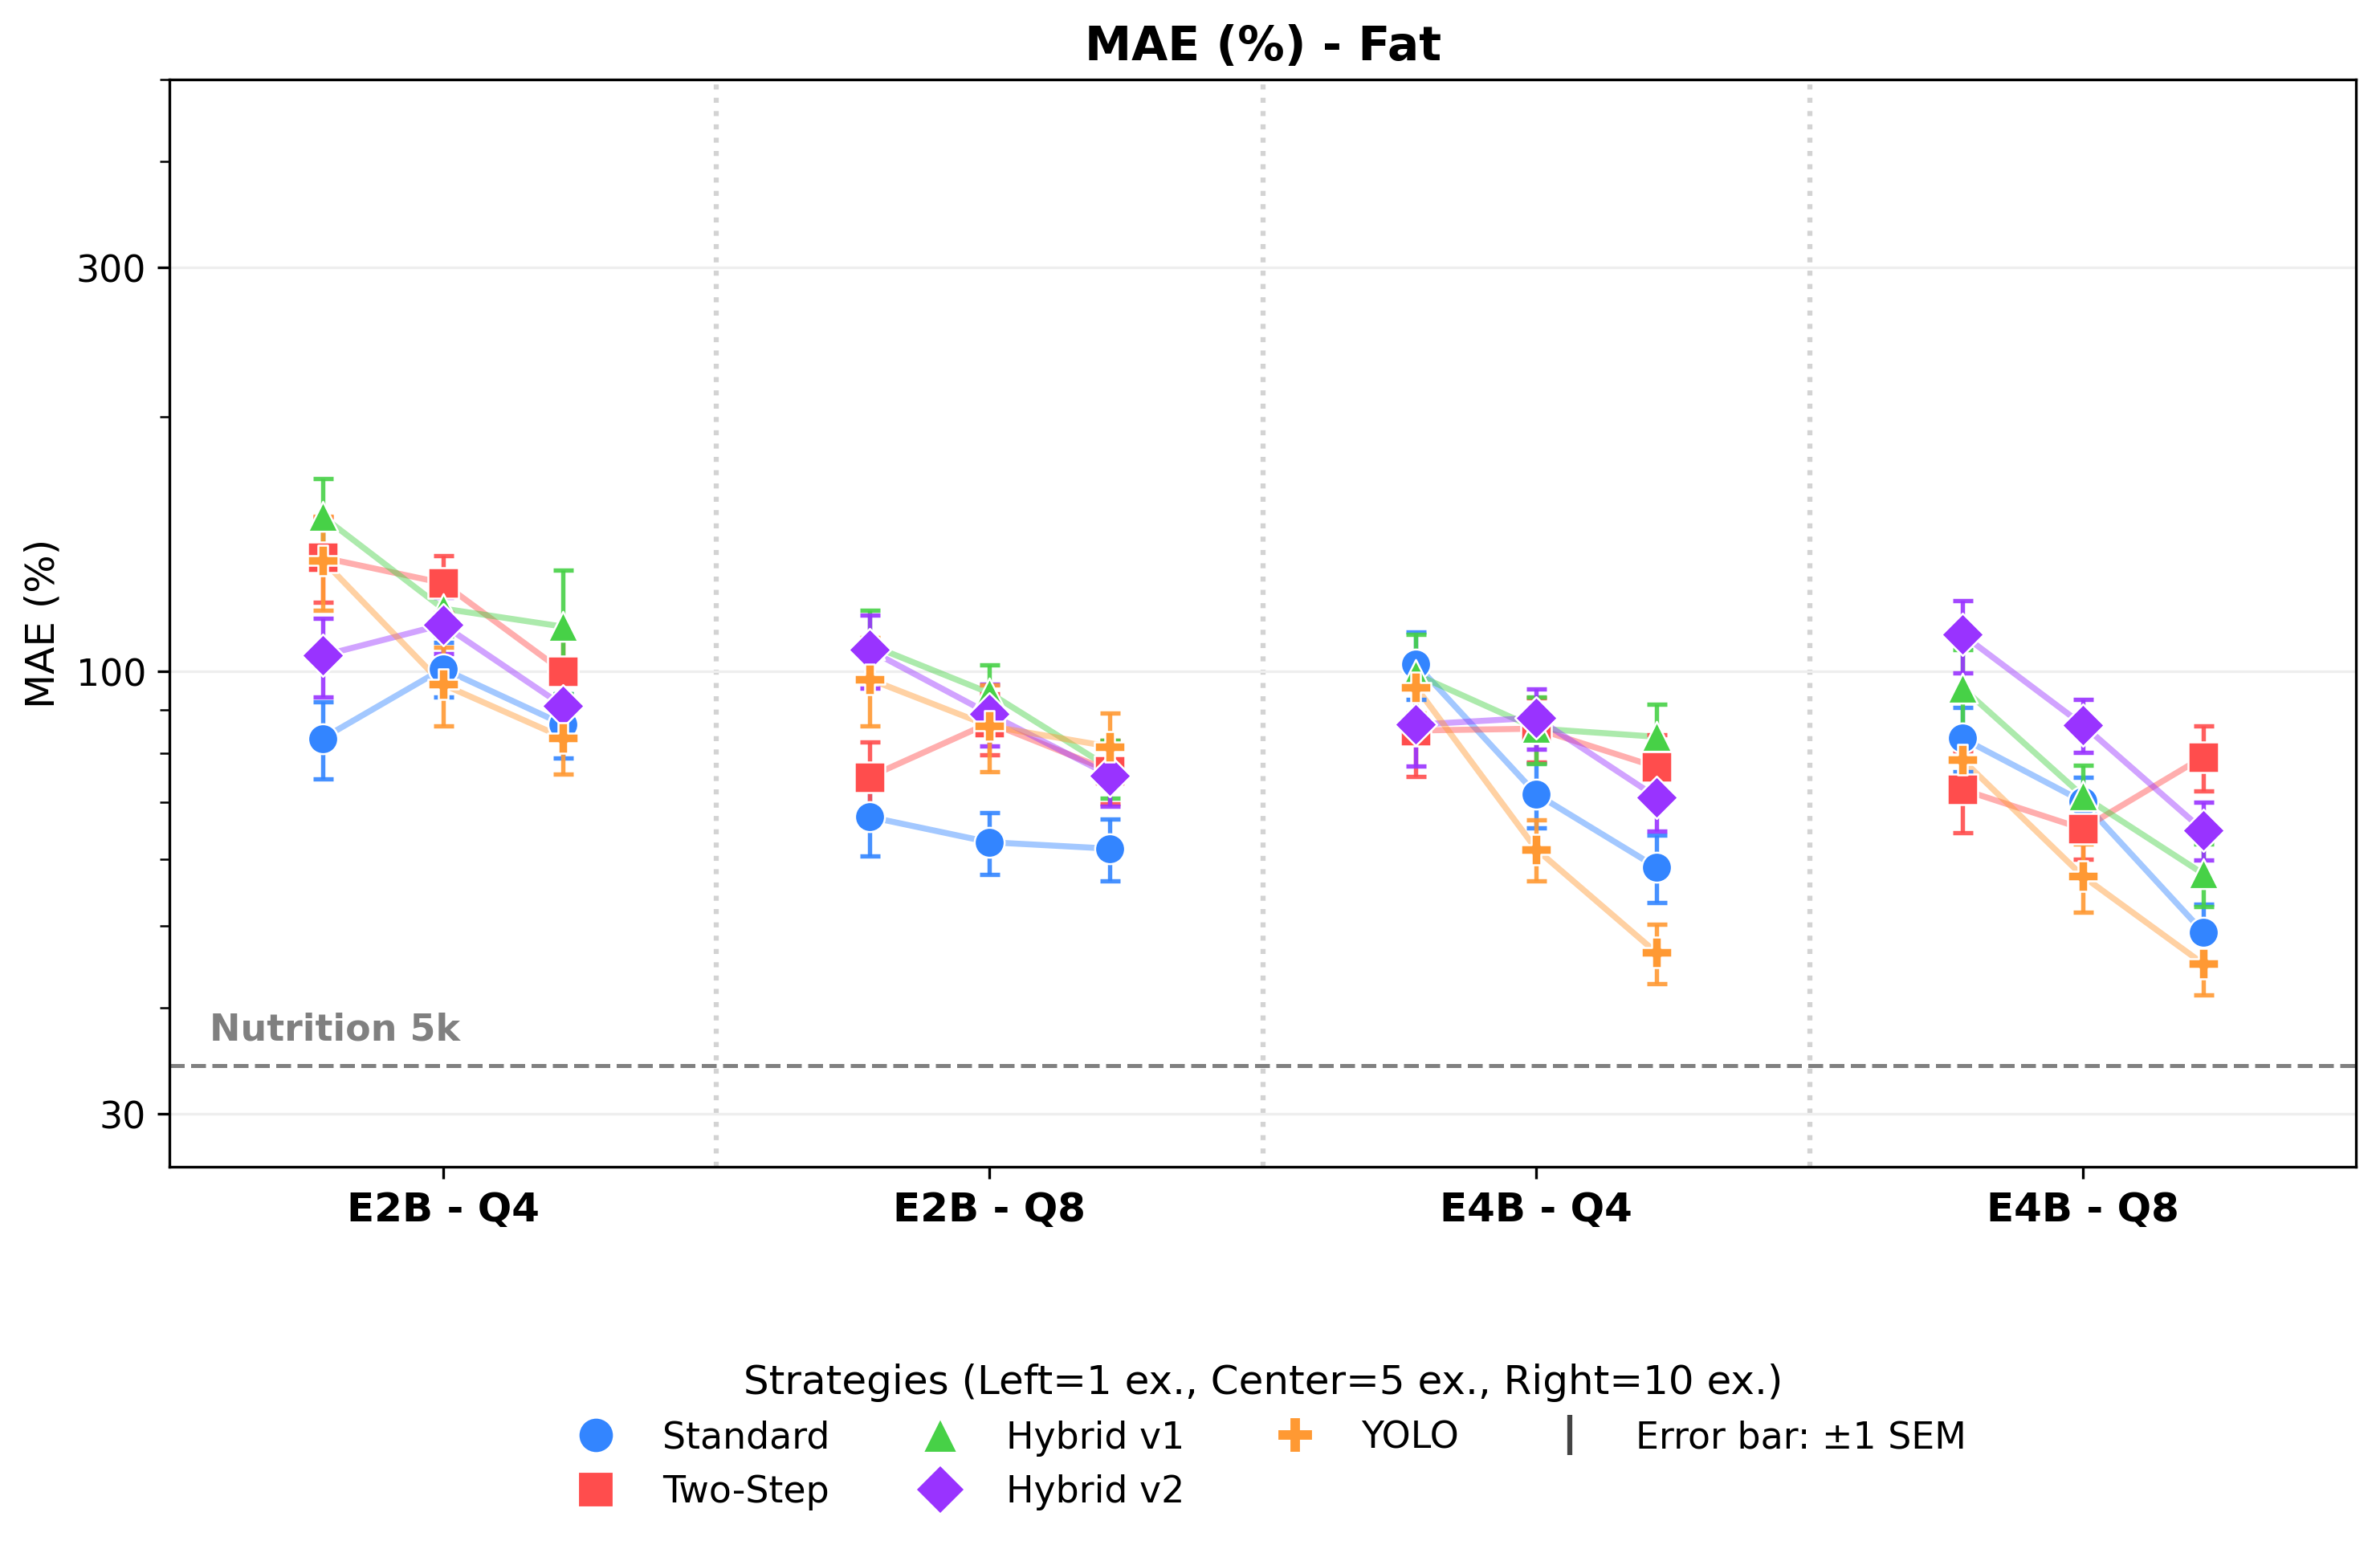 MAE (%) - Fat
MAE (%)
300
100
30
Nutrition 5k
E2B - Q4
E2B - Q8
E4B - Q4
E4B - Q8
Strategies (Left=1 ex., Center=5 ex., Right=10 ex.)
Standard
Two-Step
Hybrid v1
Hybrid v2
YOLO
Error bar: ±1 SEM